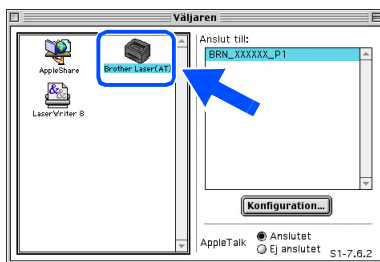 Väljaren
AppleShare
Brother Laser(AT)
LaserWriter 8
Anslut till:
BRN_XXXXXX_P1
Konfiguration...
AppleTalk
Anslutet
Ej anslutet
S1-7.6.2